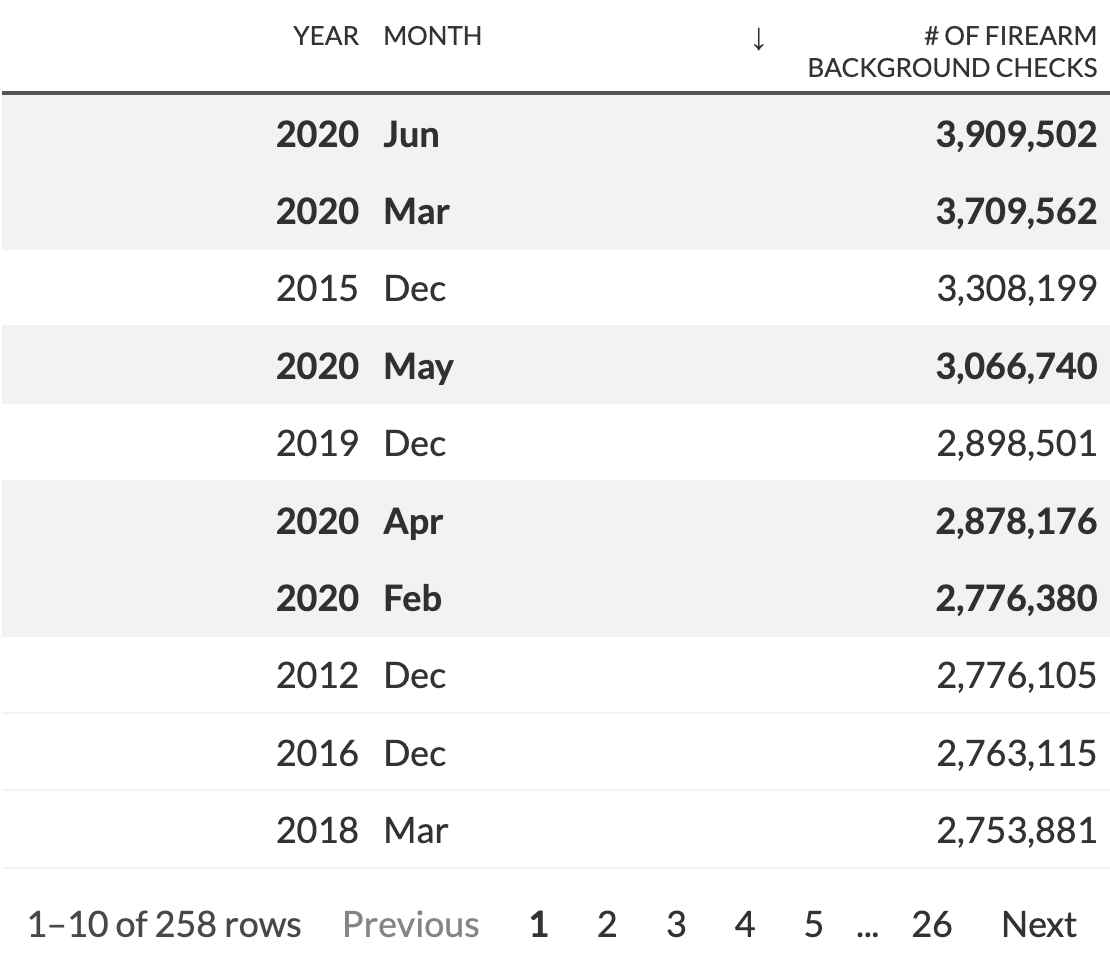 YEAR MONTH ↓ # OF FIREARM
BACKGROUND CHECKS
2020 Jun 3,909,502
2020 Mar 3,709,562
2015 Dec 3,308,199
2020 May 3,066,740
2019 Dec 2,898,501
2020 Apr 2,878,176
2020 Feb 2,776,380
2012 Dec 2,776,105
2016 Dec 2,763,115
2018 Mar 2,753,881
1–10 of 258 rows Previous 1 2 3 4 5 ... 26 Next